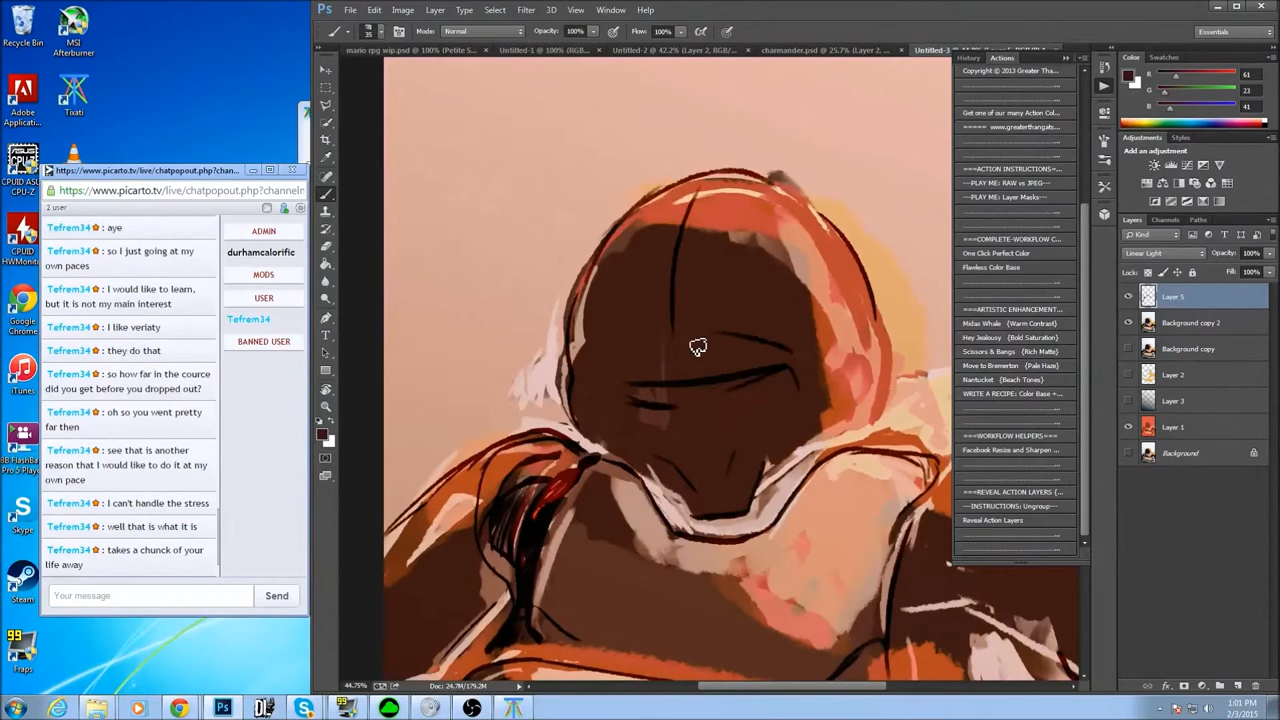 Ps File Edit Image Layer Type Select Filter 3D View Window Help
35 Mode: Normal Opacity: 100% Flow: 100% Essentials
mario rpg wip.psd @ 100% (Petite S... Untitled-1 @ 100% (RGB... Untitled-2 @ 42.2% (Layer 2, RGB/... charmander.psd @ 25.7% (Layer 2, ... Untitled-3
Recycle Bin
MSI Afterburner
Adobe Applicati...
Tixati
CPUID ASUS CPU-Z
CPUID HWMonitor
Google Chrome
iTunes
BB FlashBack Pro 5 Player
Skype
Steam
Fraps
https://www.picarto.tv/live/chatpopout.php?chan...
https://www.picarto.tv/live/chatpopout.php?channeln
2 user
Tefrem34 : aye
Tefrem34 : so I just going at my
own paces
Tefrem34 : I would like to learn,
but it is not my main interest
Tefrem34 : I like veriaty
Tefrem34 : they do that
Tefrem34 : so how far in the cource
did you get before you dropped out?
Tefrem34 : oh so you went pretty
far then
Tefrem34 : see that is another
reason that I would like to do it at my
own pace
Tefrem34 : I can't handle the stress
Tefrem34 : well that is what it is
Tefrem34 : takes a chunck of your
life away
Your message
Send
ADMIN
durhamcalorific
MODS
USER
Tefrem34
BANNED USER
History Actions
Copyright © 2013 Greater Tha...
Get one of our many Action Col...
===== www.greaterthangats...
===ACTION INSTRUCTIONS=...
---PLAY ME: RAW vs JPEG---
---PLAY ME: Layer Masks---
===COMPLETE-WORKFLOW C...
One Click Perfect Color
Flawless Color Base
===ARTISTIC ENHANCEMENT...
Midas Whale {Warm Contrast}
Hey Jealousy {Bold Saturation}
Scissors & Bangs {Rich Matte}
Move to Bremerton {Pale Haze}
Nantucket {Beach Tones}
WRITE A RECIPE: Color Base +...
===WORKFLOW HELPERS===
Facebook Resize and Sharpen ...
===REVEAL ACTION LAYERS {...
---INSTRUCTIONS: Ungroup---
Reveal Action Layers
Color Swatches
R 61
G 23
B 41
Adjustments Styles
Add an adjustment
Layers Channels Paths
Kind
Linear Light Opacity: 100%
Lock: Fill: 100%
Layer 5
Background copy 2
Background copy
Layer 2
Layer 3
Layer 1
Background
44.75% Doc: 24.7M/179.2M
1:01 PM
2/3/2015